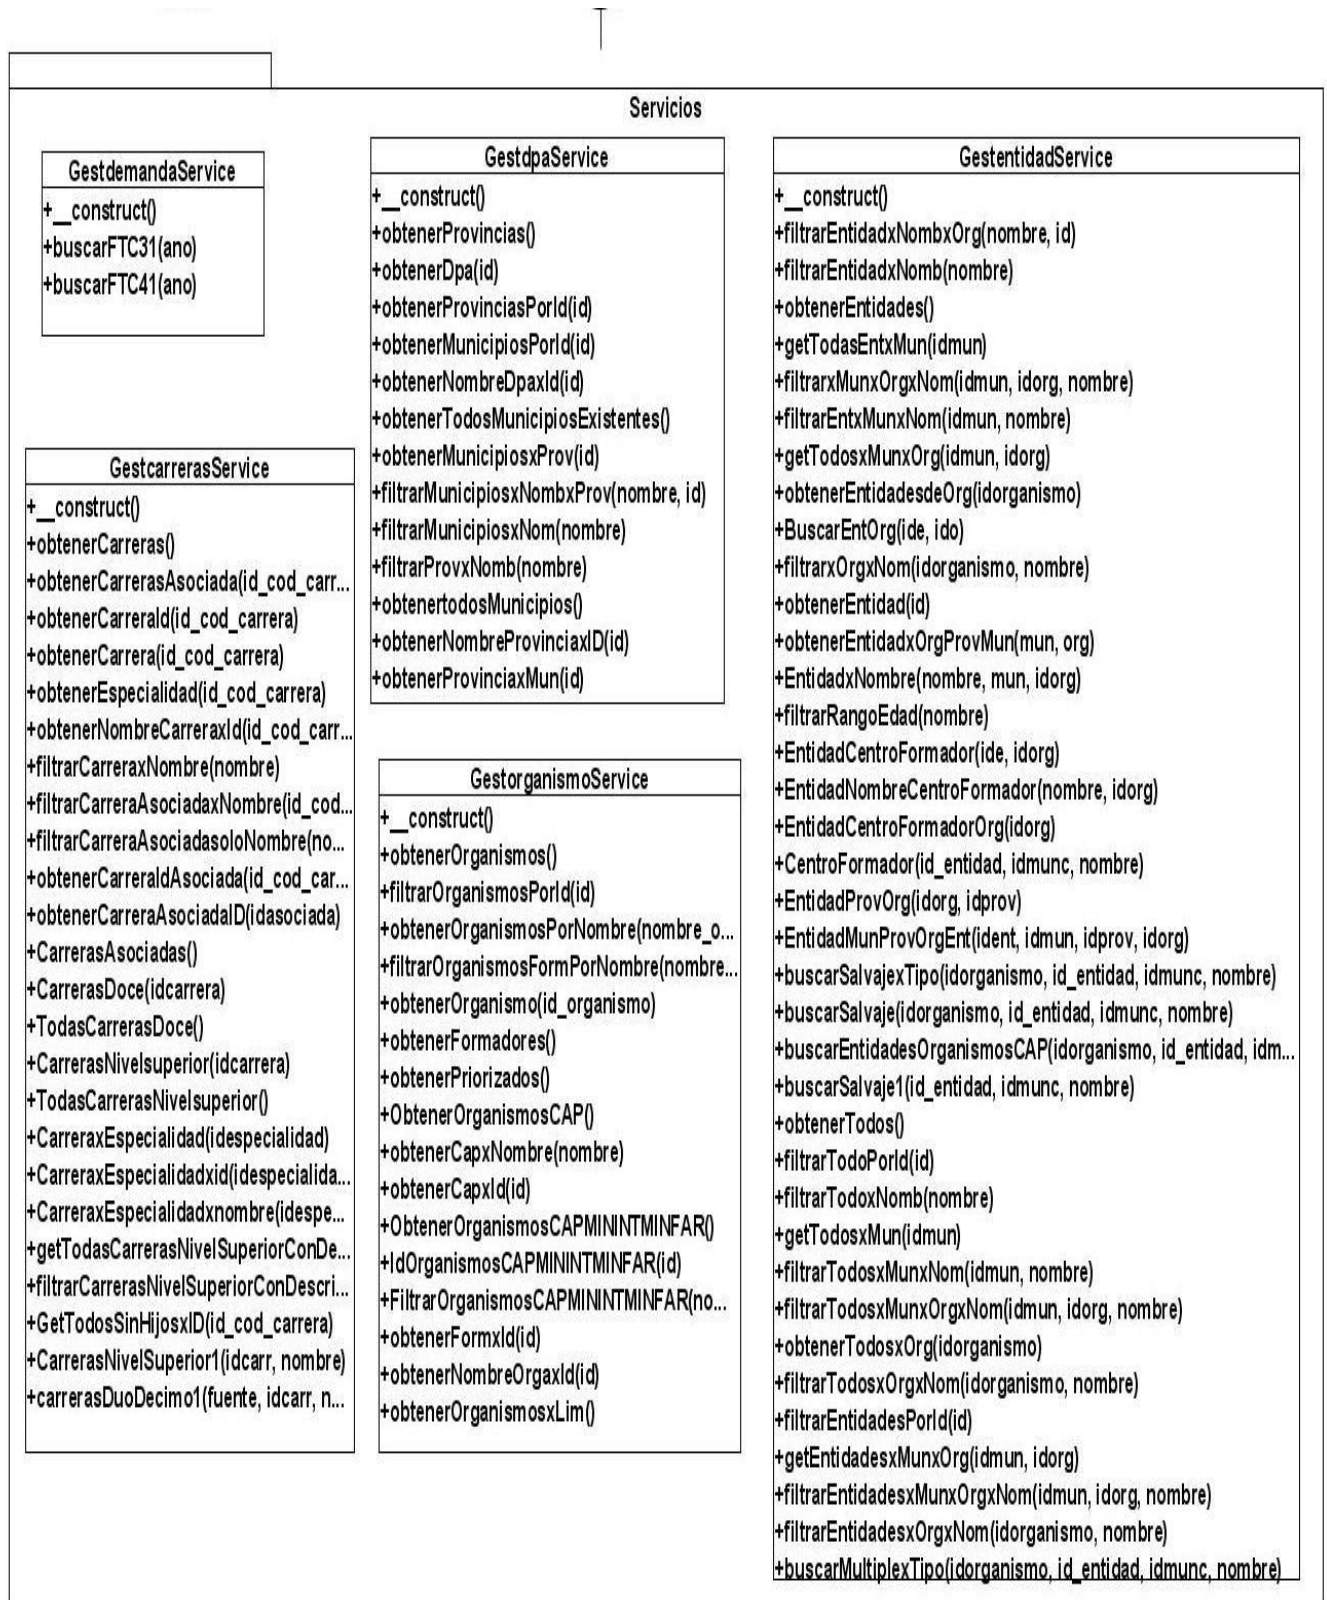 Servicios
GestdemandaService
+__construct()
+buscarFTC31(ano)
+buscarFTC41(ano)
GestcarrerasService
+__construct()
+obtenerCarreras()
+obtenerCarrerasAsociada(id_cod_carr...
+obtenerCarreraId(id_cod_carrera)
+obtenerCarrera(id_cod_carrera)
+obtenerEspecialidad(id_cod_carrera)
+obtenerNombreCarreraxId(id_cod_carr...
+filtrarCarreraxNombre(nombre)
+filtrarCarreraAsociadaxNombre(id_cod...
+filtrarCarreraAsociadasoloNombre(no...
+obtenerCarreraIdAsociada(id_cod_car...
+obtenerCarreraAsociadaID(idasociada)
+CarrerasAsociadas()
+CarrerasDoce(idcarrera)
+TodasCarrerasDoce()
+CarrerasNivelsuperior(idcarrera)
+TodasCarrerasNivelsuperior()
+CarreraxEspecialidad(idespecialidad)
+CarreraxEspecialidadxid(idespecialida...
+CarreraxEspecialidadxnombre(idespe...
+getTodasCarrerasNivelSuperiorConDe...
+filtrarCarrerasNivelSuperiorConDescri...
+GetTodosSinHijosxID(id_cod_carrera)
+CarrerasNivelSuperior1(idcarr, nombre)
+carrerasDuoDecimo1(fuente, idcarr, n...
GestdpaService
+__construct()
+obtenerProvincias()
+obtenerDpa(id)
+obtenerProvinciasPorId(id)
+obtenerMunicipiosPorId(id)
+obtenerNombreDpaxId(id)
+obtenerTodosMunicipiosExistentes()
+obtenerMunicipiosxProv(id)
+filtrarMunicipiosxNombxProv(nombre, id)
+filtrarMunicipiosxNom(nombre)
+filtrarProvxNomb(nombre)
+obtenertodosMunicipios()
+obtenerNombreProvinciaxID(id)
+obtenerProvinciaxMun(id)
GestorganismoService
+__construct()
+obtenerOrganismos()
+filtrarOrganismosPorId(id)
+obtenerOrganismosPorNombre(nombre_o...
+filtrarOrganismosFormPorNombre(nombre...
+obtenerOrganismo(id_organismo)
+obtenerFormadores()
+obtenerPriorizados()
+ObtenerOrganismosCAP()
+obtenerCapxNombre(nombre)
+obtenerCapxId(id)
+ObtenerOrganismosCAPMININTMINFAR()
+IdOrganismosCAPMININTMINFAR(id)
+FiltrarOrganismosCAPMININTMINFAR(no...
+obtenerFormxId(id)
+obtenerNombreOrgaxId(id)
+obtenerOrganismosxLim()
GestentidadService
+__construct()
+filtrarEntidadxNombxOrg(nombre, id)
+filtrarEntidadxNomb(nombre)
+obtenerEntidades()
+getTodasEntxMun(idmun)
+filtrarxMunxOrgxNom(idmun, idorg, nombre)
+filtrarEntxMunxNom(idmun, nombre)
+getTodosxMunxOrg(idmun, idorg)
+obtenerEntidadesdeOrg(idorganismo)
+BuscarEntOrg(ide, ido)
+filtrarxOrgxNom(idorganismo, nombre)
+obtenerEntidad(id)
+obtenerEntidadxOrgProvMun(mun, org)
+EntidadxNombre(nombre, mun, idorg)
+filtrarRangoEdad(nombre)
+EntidadCentroFormador(ide, idorg)
+EntidadNombreCentroFormador(nombre, idorg)
+EntidadCentroFormadorOrg(idorg)
+CentroFormador(id_entidad, idmunc, nombre)
+EntidadProvOrg(idorg, idprov)
+EntidadMunProvOrgEnt(ident, idmun, idprov, idorg)
+buscarSalvajexTipo(idorganismo, id_entidad, idmunc, nombre)
+buscarSalvaje(idorganismo, id_entidad, idmunc, nombre)
+buscarEntidadesOrganismosCAP(idorganismo, id_entidad, idm...
+buscarSalvaje1(id_entidad, idmunc, nombre)
+obtenerTodos()
+filtrarTodoPorId(id)
+filtrarTodoxNomb(nombre)
+getTodosxMun(idmun)
+filtrarTodosxMunxNom(idmun, nombre)
+filtrarTodosxMunxOrgxNom(idmun, idorg, nombre)
+obtenerTodosxOrg(idorganismo)
+filtrarTodosxOrgxNom(idorganismo, nombre)
+filtrarEntidadesPorId(id)
+getEntidadesxMunxOrg(idmun, idorg)
+filtrarEntidadesxMunxOrgxNom(idmun, idorg, nombre)
+filtrarEntidadesxOrgxNom(idorganismo, nombre)
+buscarMultiplexTipo(idorganismo, id_entidad, idmunc, nombre)